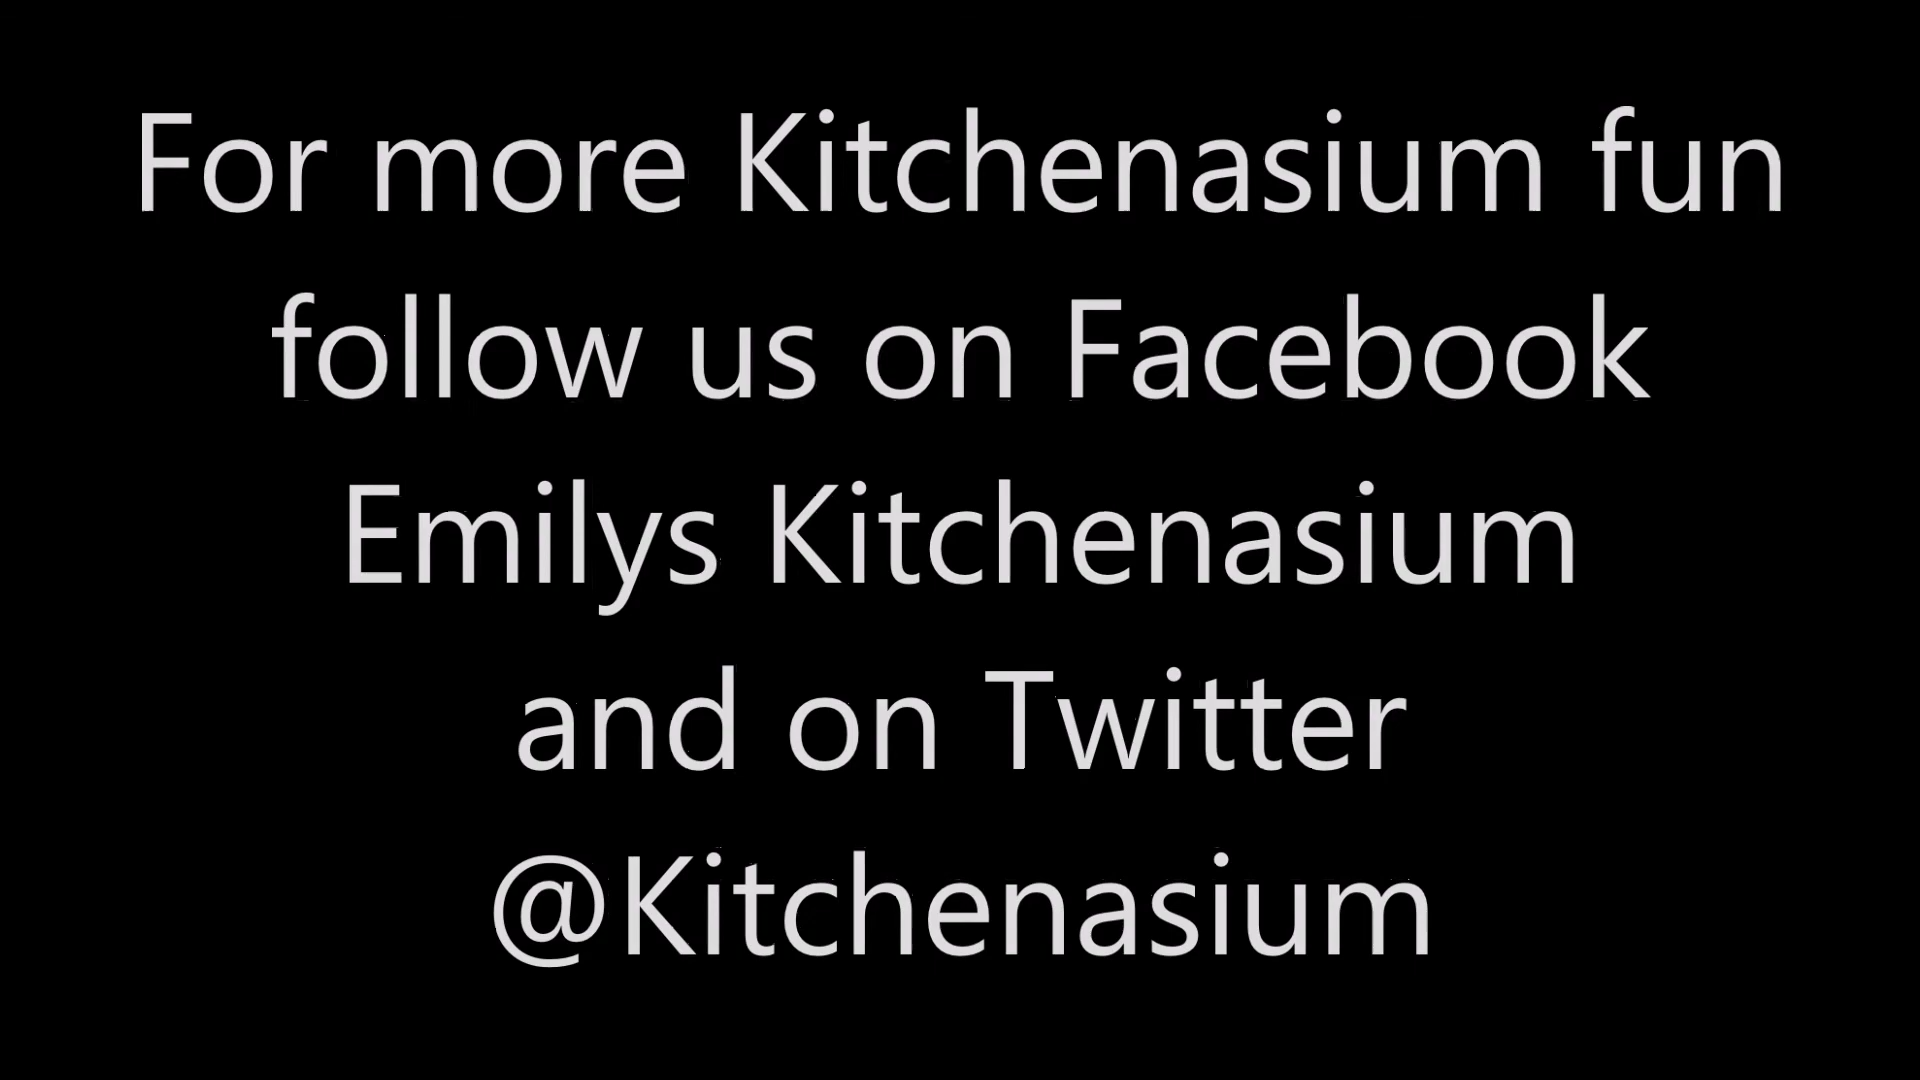 For more Kitchenasium fun
follow us on Facebook
Emilys Kitchenasium
and on Twitter
@Kitchenasium